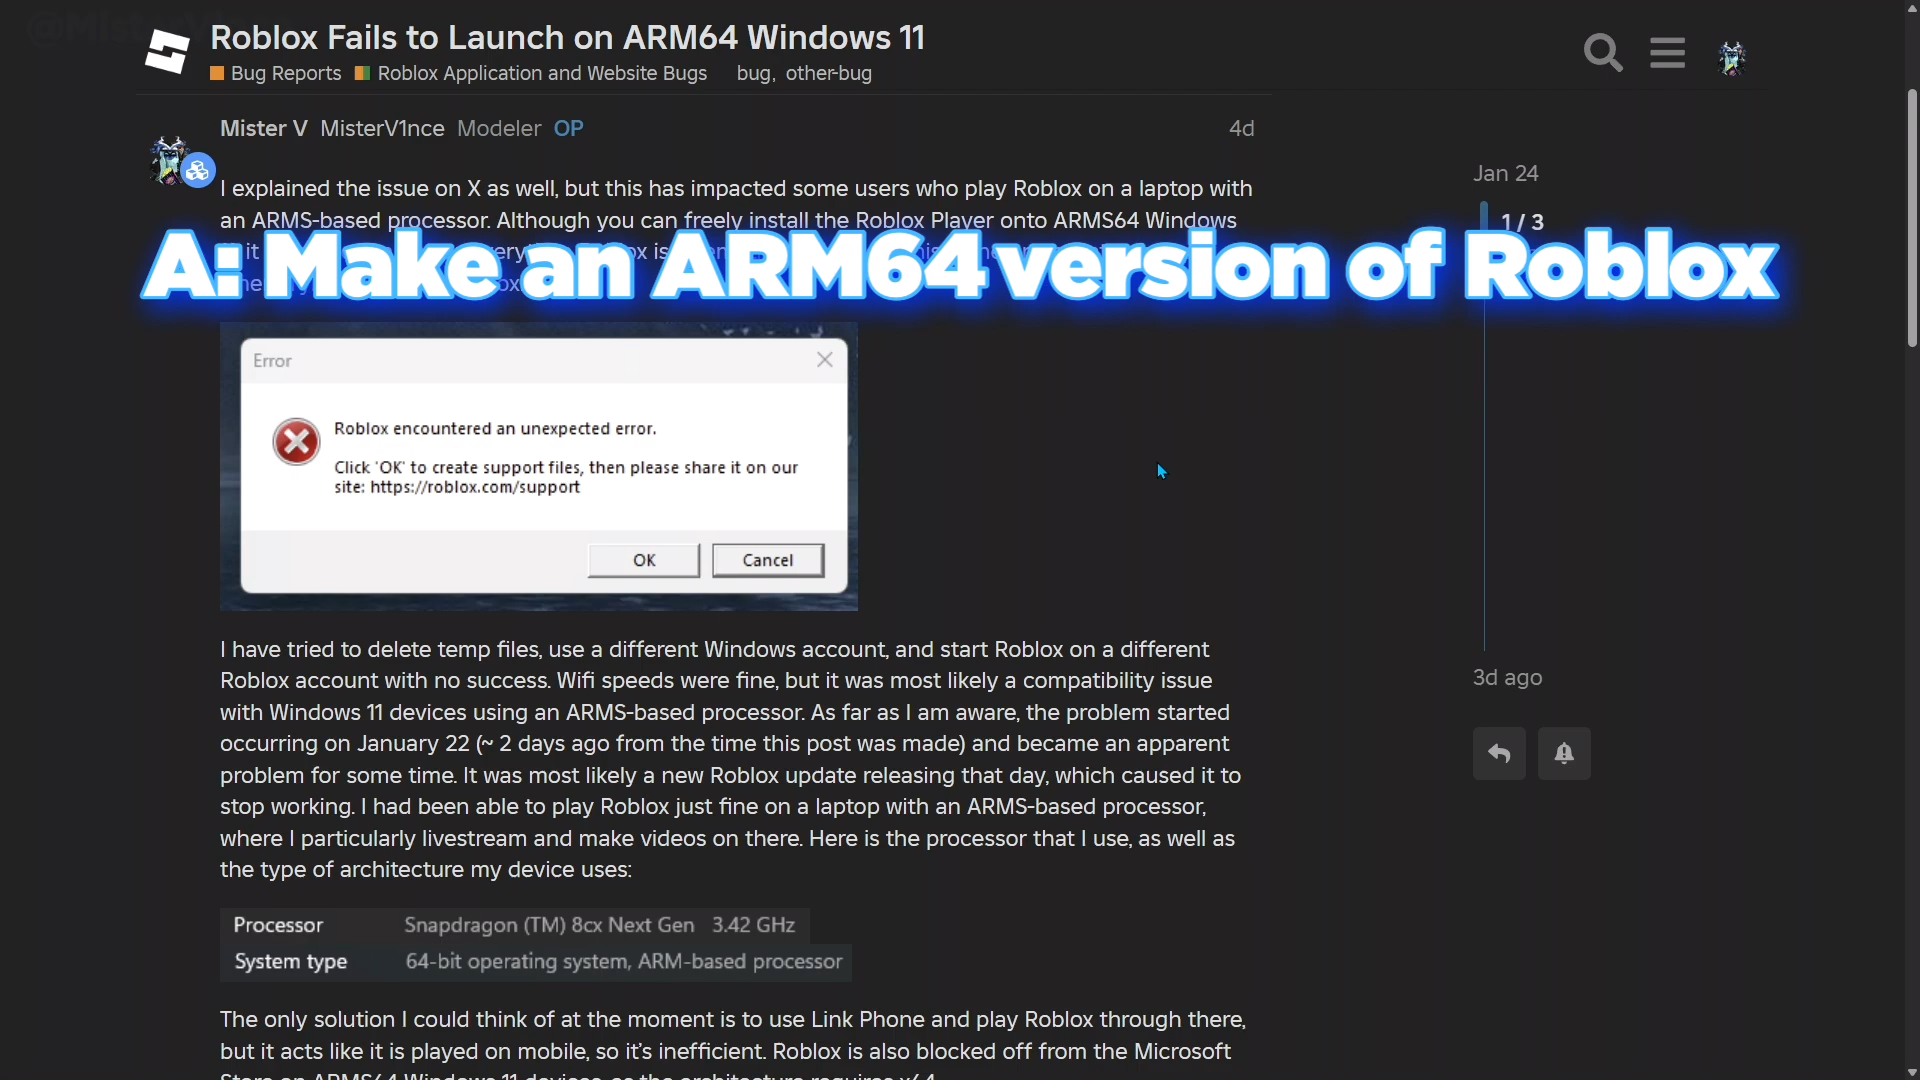 Roblox Fails to Launch on ARM64 Windows 11
Bug Reports Roblox Application and Website Bugs bug, other-bug
Mister V MisterV1nce Modeler OP 4d
I explained the issue on X as well, but this has impacted some users who play Roblox on a laptop with
an ARMS-based processor. Although you can freely install the Roblox Player onto ARMS64 Windows
A: Make an ARM64 version of Roblox
Error
Roblox encountered an unexpected error.
Click 'OK' to create support files, then please share it on our
site: https://roblox.com/support
OK Cancel
I have tried to delete temp files, use a different Windows account, and start Roblox on a different
Roblox account with no success. Wifi speeds were fine, but it was most likely a compatibility issue
with Windows 11 devices using an ARMS-based processor. As far as I am aware, the problem started
occurring on January 22 (~ 2 days ago from the time this post was made) and became an apparent
problem for some time. It was most likely a new Roblox update releasing that day, which caused it to
stop working. I had been able to play Roblox just fine on a laptop with an ARMS-based processor,
where I particularly livestream and make videos on there. Here is the processor that I use, as well as
the type of architecture my device uses:
Processor Snapdragon (TM) 8cx Next Gen 3.42 GHz
System type 64-bit operating system, ARM-based processor
The only solution I could think of at the moment is to use Link Phone and play Roblox through there,
but it acts like it is played on mobile, so it's inefficient. Roblox is also blocked off from the Microsoft
Jan 24
1 / 3
3d ago